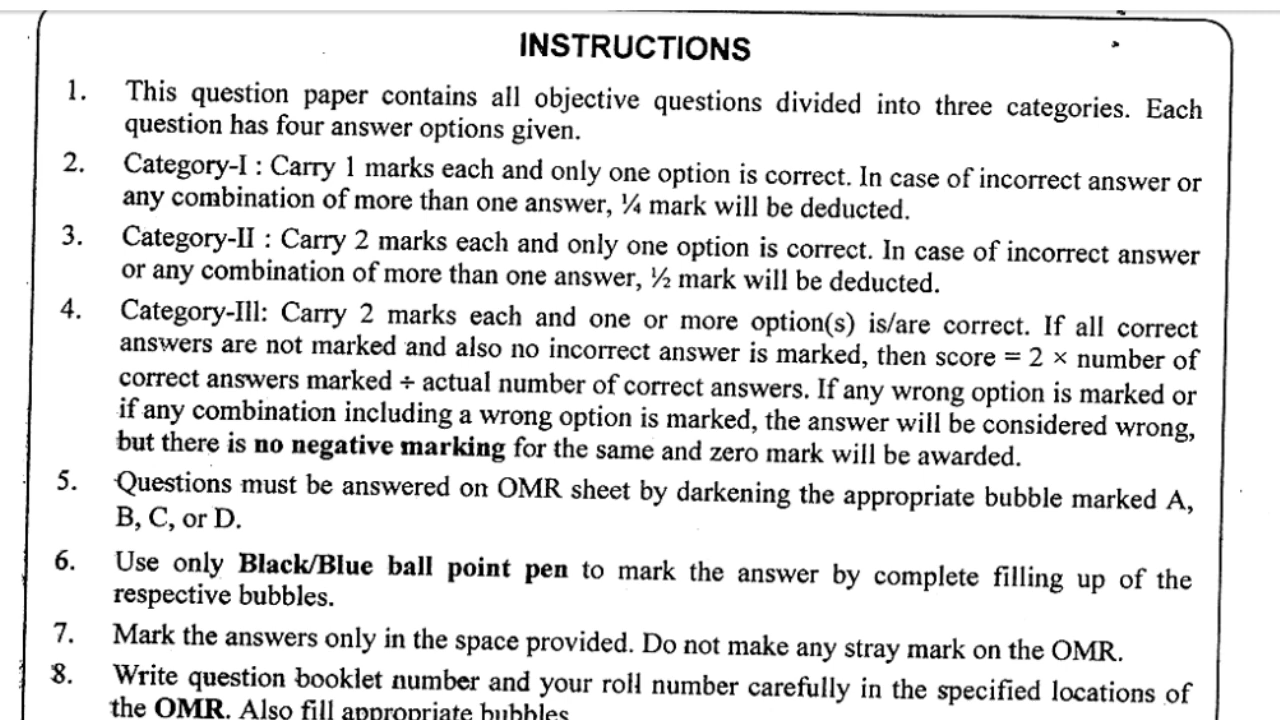 INSTRUCTIONS
1. This question paper contains all objective questions divided into three categories. Each
question has four answer options given.
2. Category-I : Carry 1 marks each and only one option is correct. In case of incorrect answer or
any combination of more than one answer, ¼ mark will be deducted.
3. Category-II : Carry 2 marks each and only one option is correct. In case of incorrect answer
or any combination of more than one answer, ½ mark will be deducted.
4. Category-Ill: Carry 2 marks each and one or more option(s) is/are correct. If all correct
answers are not marked and also no incorrect answer is marked, then score = 2 × number of
correct answers marked ÷ actual number of correct answers. If any wrong option is marked or
if any combination including a wrong option is marked, the answer will be considered wrong,
but there is no negative marking for the same and zero mark will be awarded.
5. Questions must be answered on OMR sheet by darkening the appropriate bubble marked A,
B, C, or D.
6. Use only Black/Blue ball point pen to mark the answer by complete filling up of the
respective bubbles.
7. Mark the answers only in the space provided. Do not make any stray mark on the OMR.
8. Write question booklet number and your roll number carefully in the specified locations of
the OMR. Also fill appropriate bubbles.